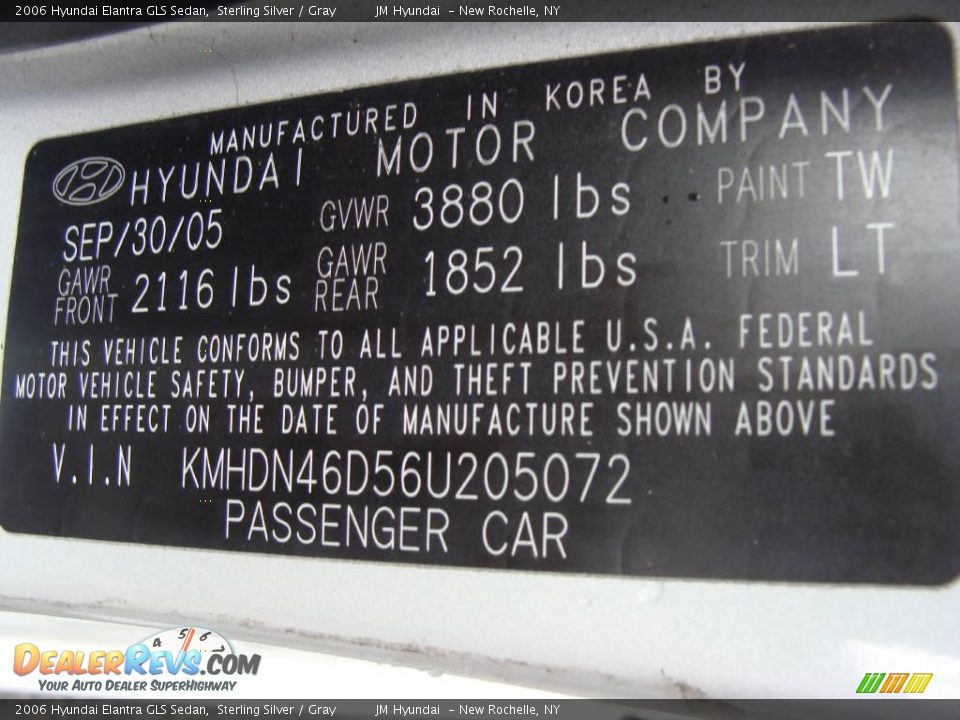 2006 Hyundai Elantra GLS Sedan, Sterling Silver / Gray JM Hyundai - New Rochelle, NY
MANUFACTURED IN KOREA BY
HYUNDAI MOTOR COMPANY
SEP/30/05 GVWR 3880 lbs PAINT TW
GAWR FRONT 2116 lbs GAWR REAR 1852 lbs TRIM LT
THIS VEHICLE CONFORMS TO ALL APPLICABLE U.S.A. FEDERAL
MOTOR VEHICLE SAFETY, BUMPER, AND THEFT PREVENTION STANDARDS
IN EFFECT ON THE DATE OF MANUFACTURE SHOWN ABOVE
V.I.N KMHDN46D56U205072
PASSENGER CAR
4 5 6
DEALERREVS.COM
YOUR AUTO DEALER SUPERHIGHWAY
2006 Hyundai Elantra GLS Sedan, Sterling Silver / Gray JM Hyundai - New Rochelle, NY